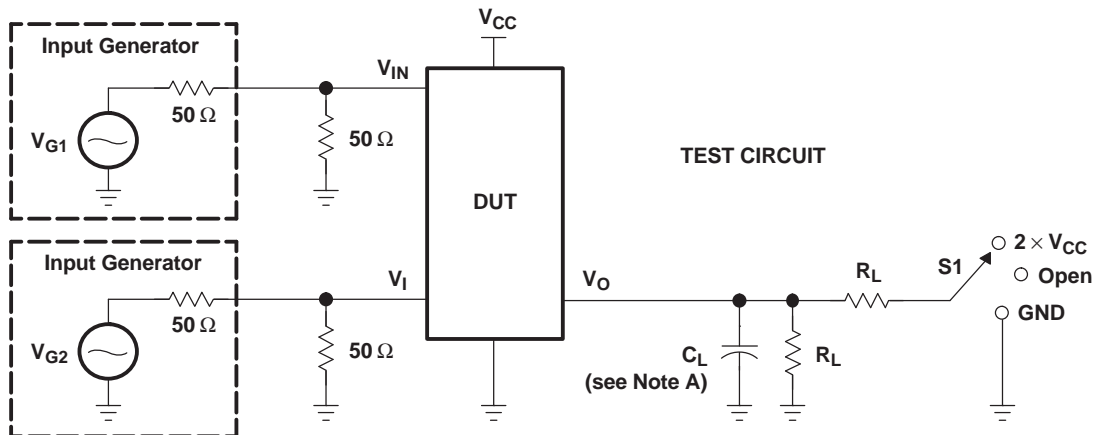 V_CC
Input Generator
V_IN
50 Ω
V_G1
50 Ω
TEST CIRCUIT
DUT
Input Generator
V_I
V_O
R_L
S1
2 × V_CC
Open
50 Ω
GND
V_G2
50 Ω
C_L
(see Note A)
R_L